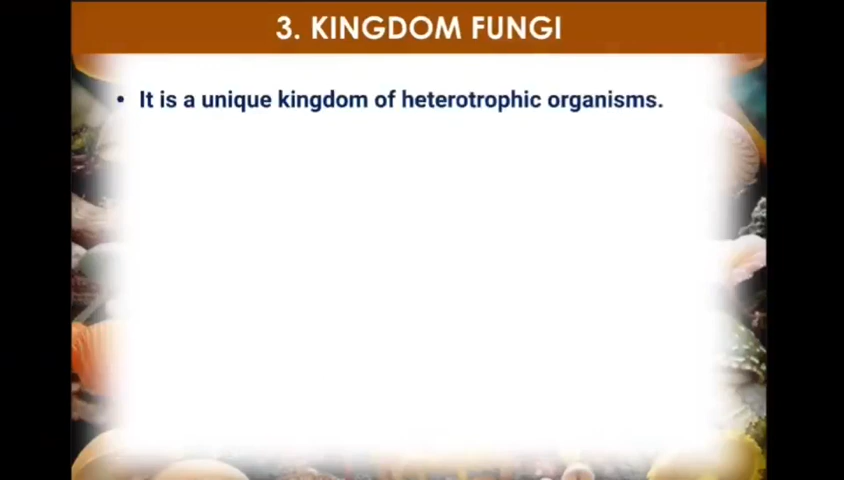 3. KINGDOM FUNGI
• It is a unique kingdom of heterotrophic organisms.